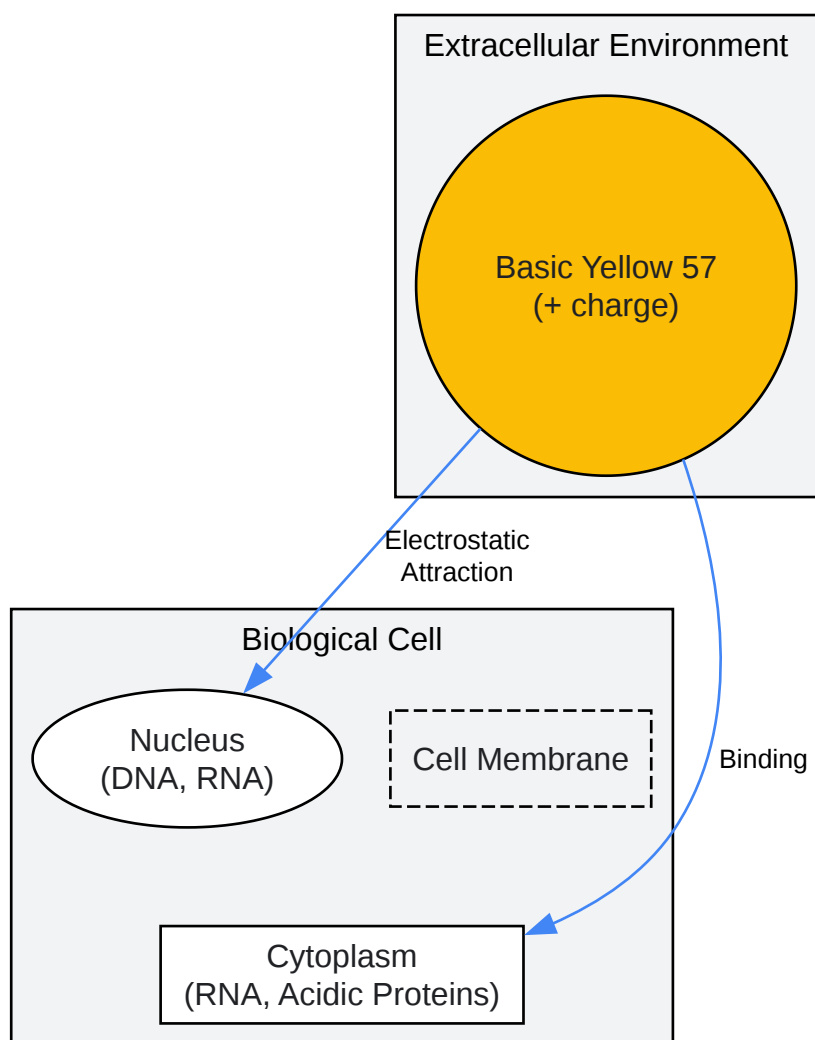 Extracellular Environment
Basic Yellow 57
(+ charge)
Electrostatic
Attraction
Biological Cell
Nucleus
(DNA, RNA)
Cell Membrane
Binding
Cytoplasm
(RNA, Acidic Proteins)